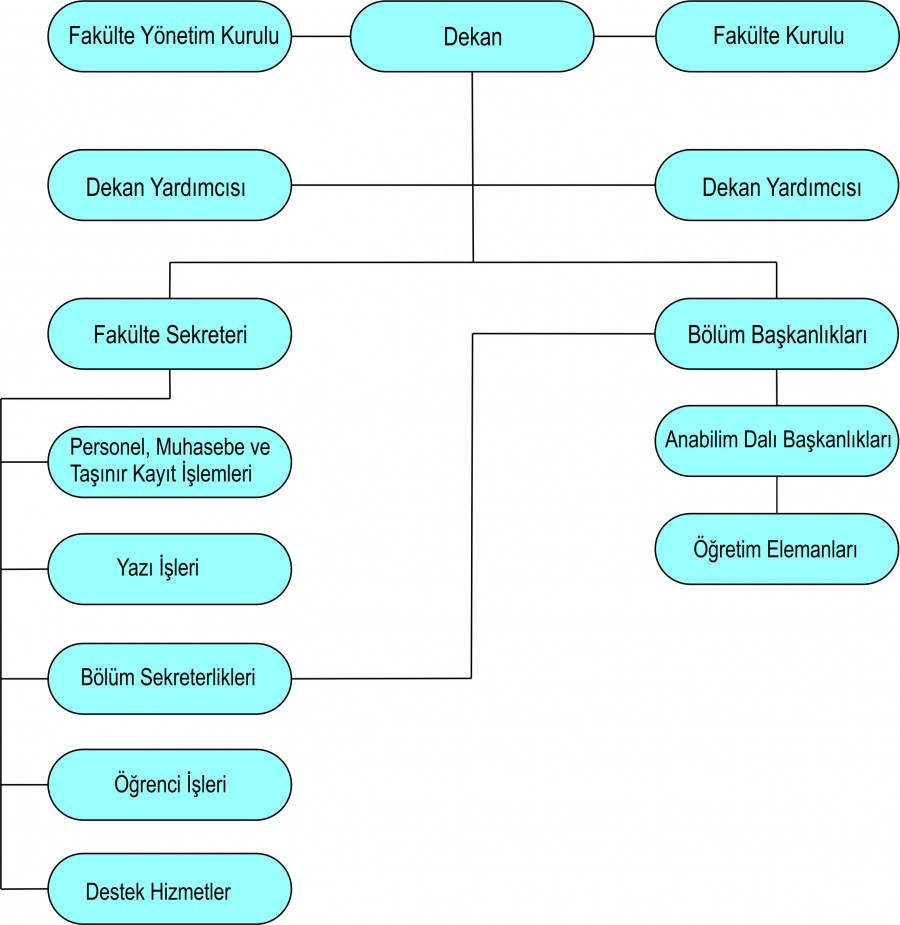 Fakülte Yönetim Kurulu
Dekan
Fakülte Kurulu
Dekan Yardımcısı
Dekan Yardımcısı
Fakülte Sekreteri
Bölüm Başkanlıkları
Personel, Muhasebe ve
Taşınır Kayıt İşlemleri
Anabilim Dalı Başkanlıkları
Yazı İşleri
Öğretim Elemanları
Bölüm Sekreterlikleri
Öğrenci İşleri
Destek Hizmetler